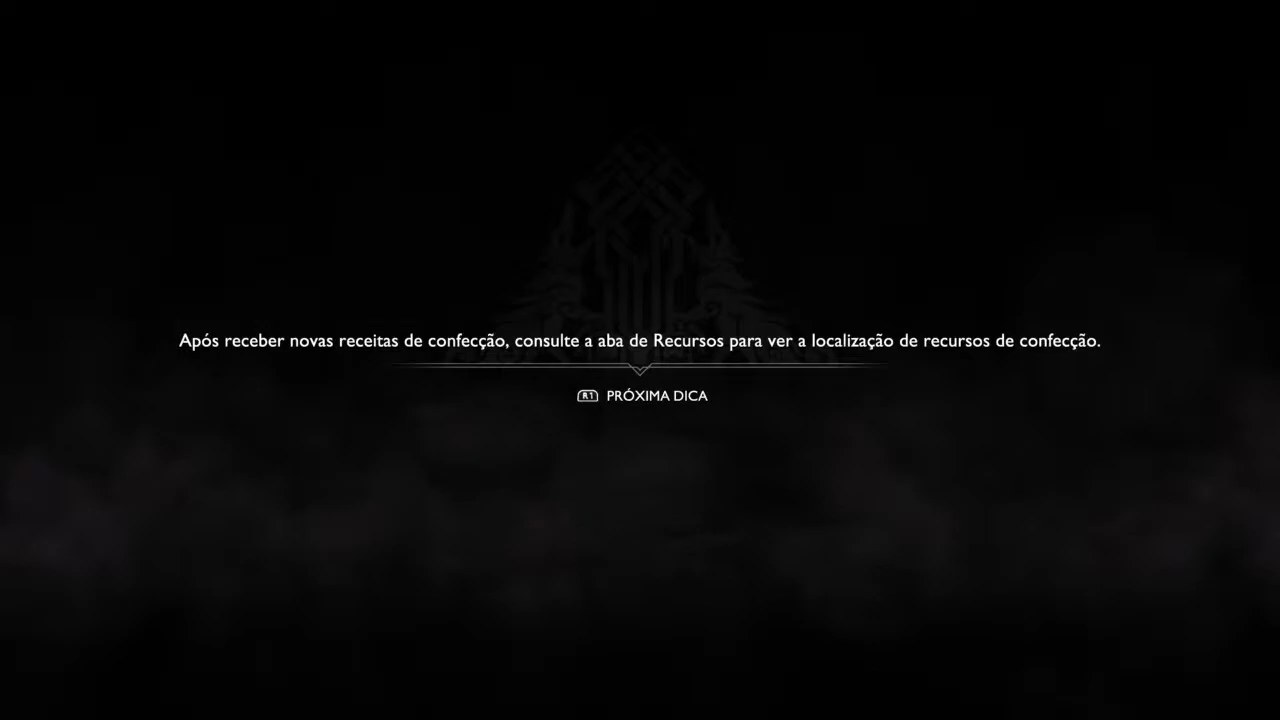 Após receber novas receitas de confecção, consulte a aba de Recursos para ver a localização de recursos de confecção.
R1 PRÓXIMA DICA